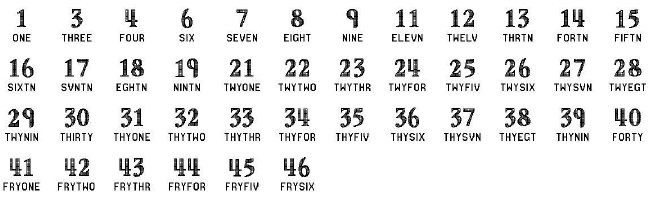 1 3 4 6 7 8 9 11 12 13 14 15
ONE THREE FOUR SIX SEVEN EIGHT NINE ELEVN TWELV THRTN FORTN FIFTN
16 17 18 19 21 22 23 24 25 26 27 28
SIXTN SVNTN EGHTN NINTN TWYONE TWYTWO TWYTHR TWYFOR TWYFIV TWYSIX TWYSVN TWYEGT
29 30 31 32 33 34 35 36 37 38 39 40
TWYNIN THIRTY THYONE THYTWO THYTHR THYFOR THYFIV THYSIX THYSVN THYEGT THYNIN FORTY
41 42 43 44 45 46
FRYONE FRYTWO FRYTHR FRYFOR FRYFIV FRYSIX